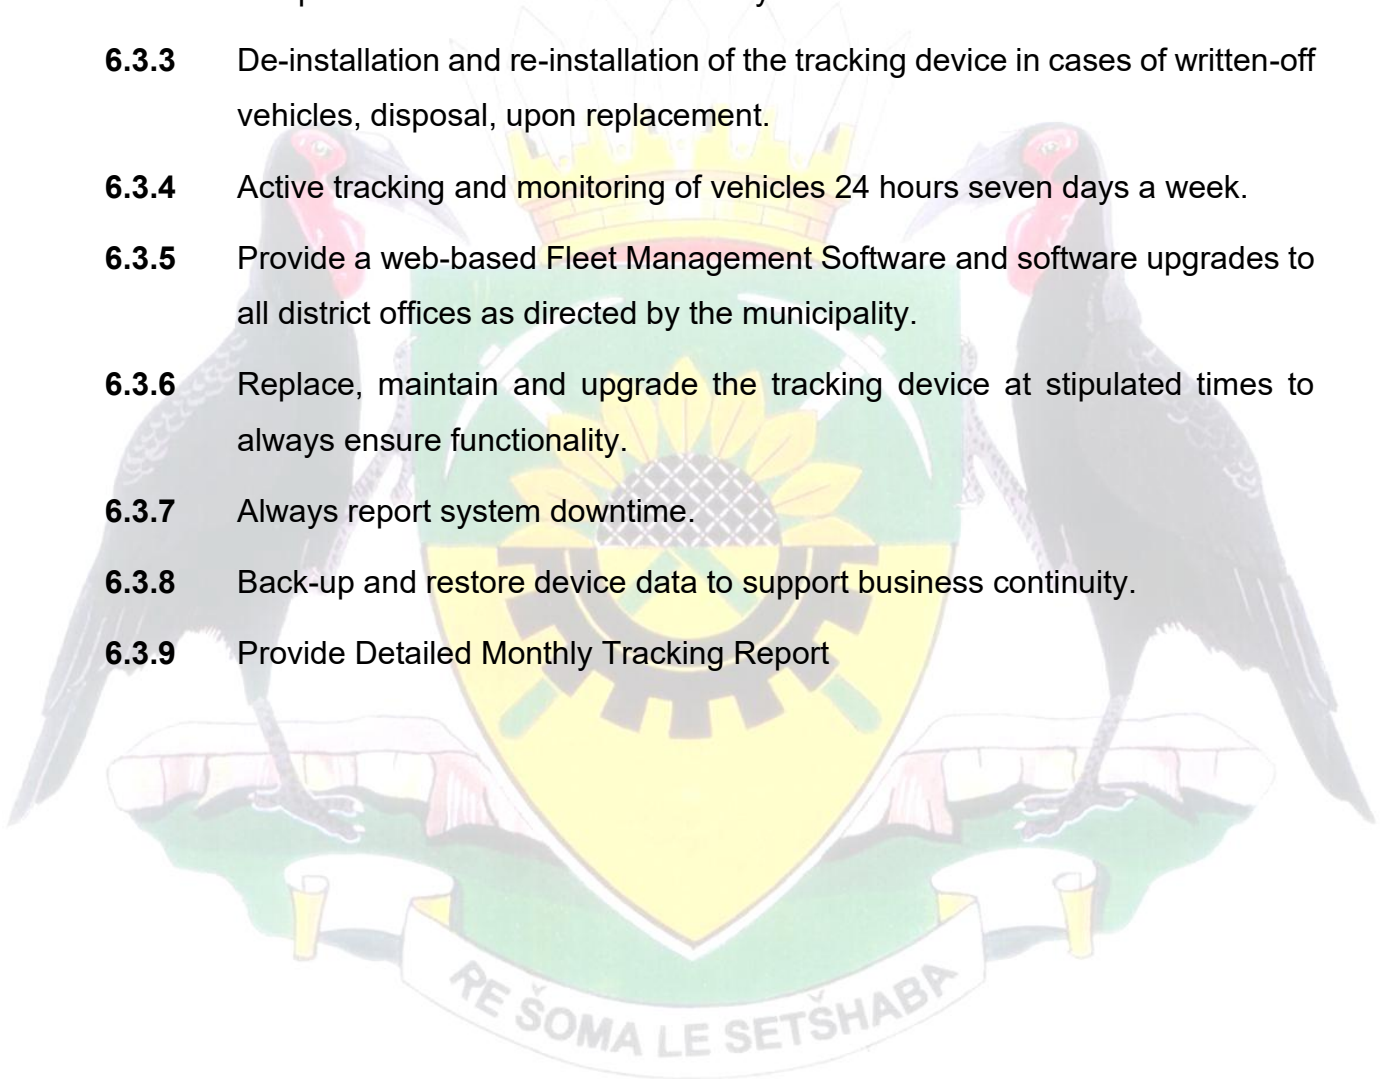 6.3.3 De-installation and re-installation of the tracking device in cases of written-off
vehicles, disposal, upon replacement.
6.3.4 Active tracking and monitoring of vehicles 24 hours seven days a week.
6.3.5 Provide a web-based Fleet Management Software and software upgrades to
all district offices as directed by the municipality.
6.3.6 Replace, maintain and upgrade the tracking device at stipulated times to
always ensure functionality.
6.3.7 Always report system downtime.
6.3.8 Back-up and restore device data to support business continuity.
6.3.9 Provide Detailed Monthly Tracking Report
RE ŠOMA LE SETŠHABA